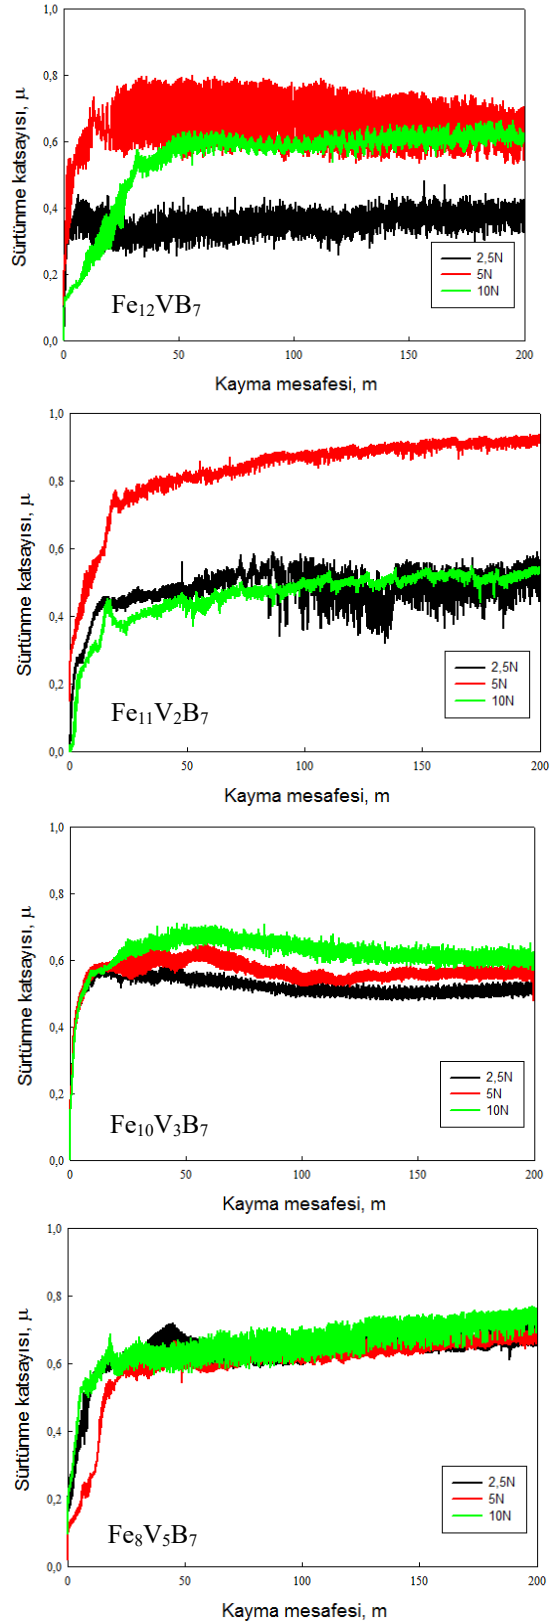 1,0
0,8
0,6
0,4
0,2
0,0
Sürtünme katsayısı, µ
2,5N
5N
10N
Fe₁₂VB₇
0 50 100 150 200
Kayma mesafesi, m
1,0
0,8
0,6
0,4
0,2
0,0
Sürtünme katsayısı, µ
2,5N
5N
10N
Fe₁₁V₂B₇
0 50 100 150 200
Kayma mesafesi, m
1,0
0,8
0,6
0,4
0,2
0,0
Sürtünme katsayısı, µ
2,5N
5N
10N
Fe₁₀V₃B₇
0 50 100 150 200
Kayma mesafesi, m
1,0
0,8
0,6
0,4
0,2
0,0
Sürtünme katsayısı, µ
2,5N
5N
10N
Fe₈V₅B₇
0 50 100 150 200
Kayma mesafesi, m